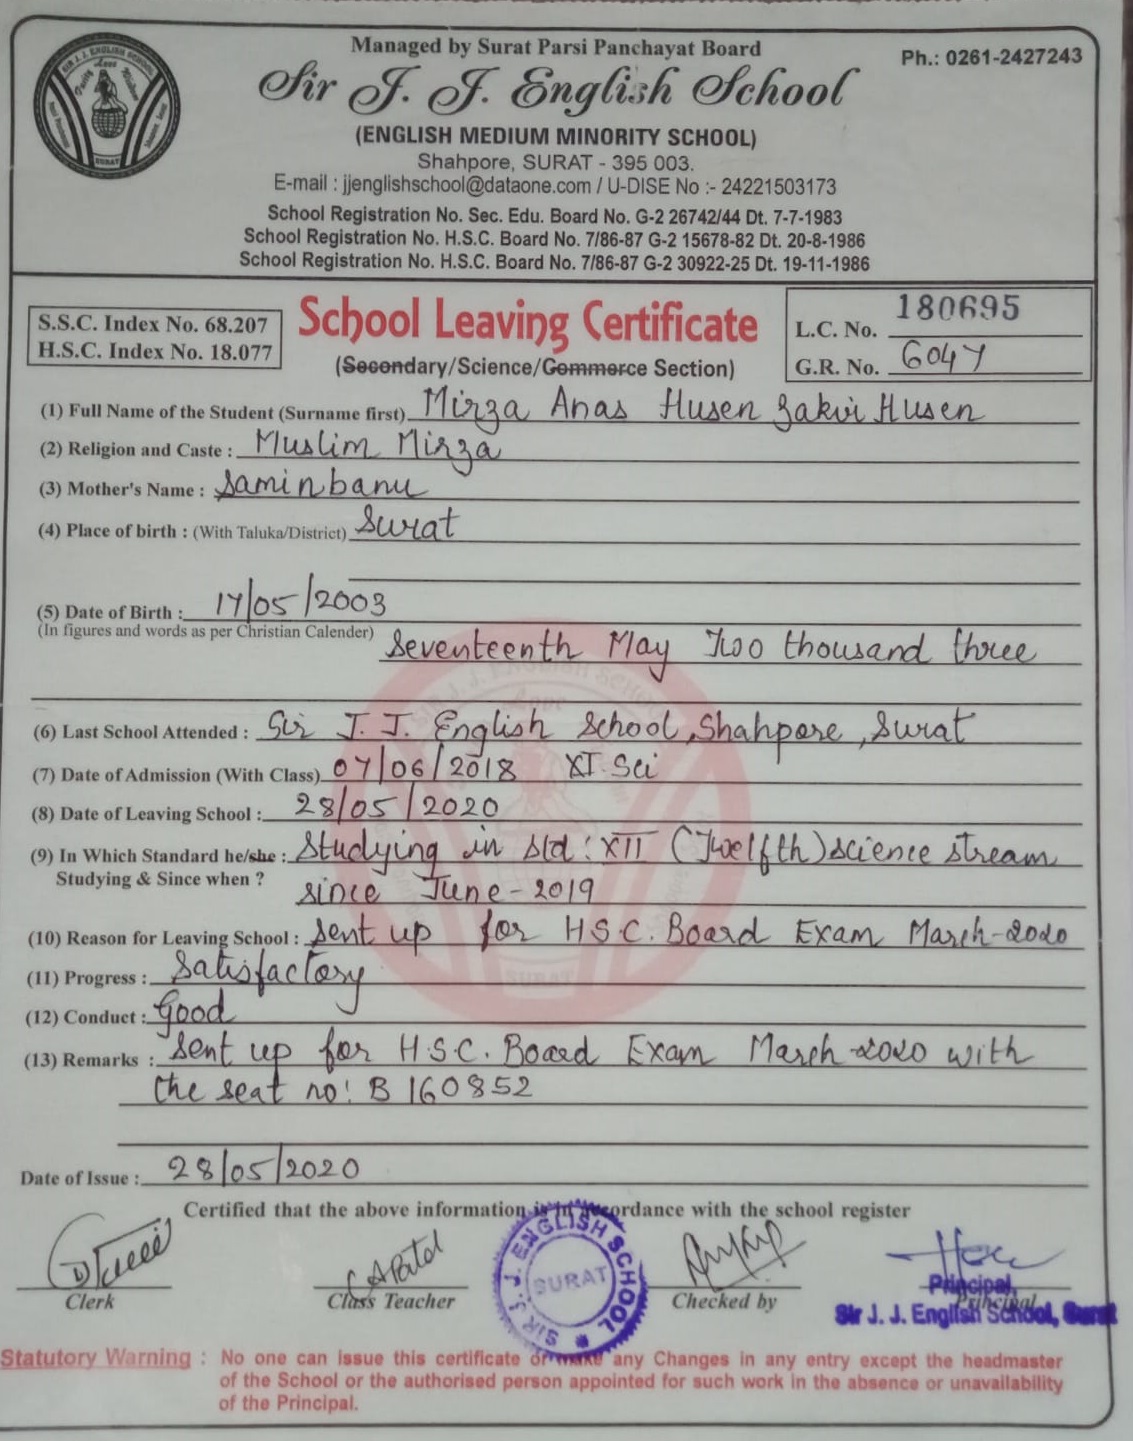 Managed by Surat Parsi Panchayat Board
Ph.: 0261-2427243
Sir J. J. English School
(ENGLISH MEDIUM MINORITY SCHOOL)
Shahpore, SURAT - 395 003.
E-mail : jjenglishschool@dataone.com / U-DISE No :- 24221503173
School Registration No. Sec. Edu. Board No. G-2 26742/44 Dt. 7-7-1983
School Registration No. H.S.C. Board No. 7/86-87 G-2 15678-82 Dt. 20-8-1986
School Registration No. H.S.C. Board No. 7/86-87 G-2 30922-25 Dt. 19-11-1986
S.S.C. Index No. 68.207
H.S.C. Index No. 18.077
School Leaving Certificate
(Secondary/Science/Commerce Section)
L.C. No. 180695
G.R. No. 6047
(1) Full Name of the Student (Surname first) Mirza Anas Husen Zakir Husen
(2) Religion and Caste : Muslim Mirza
(3) Mother's Name : Saminbanu
(4) Place of birth : (With Taluka/District) Surat
(5) Date of Birth : 17/05/2003
(In figures and words as per Christian Calender) Seventeenth May Two thousand three
(6) Last School Attended : Sir J. J. English School, Shahpore, Surat
(7) Date of Admission (With Class) 07/06/2018 XI Sci
(8) Date of Leaving School : 28/05/2020
(9) In Which Standard he/she : Studying in std : XII (Twelfth) science stream
Studying & Since when ? since June - 2019
(10) Reason for Leaving School : Sent up for H.S.C. Board Exam March-2020
(11) Progress : Satisfactory
(12) Conduct : Good
(13) Remarks : Sent up for H.S.C. Board Exam March-2020 with
the seat no: B 160852
Date of Issue : 28/05/2020
Certified that the above information is in accordance with the school register
SIR J. J. ENGLISH SCHOOL
SURAT
Clerk
Class Teacher
Checked by
Principal
Principal,
Sir J. J. English School, Surat
Statutory Warning : No one can issue this certificate or make any Changes in any entry except the headmaster
of the School or the authorised person appointed for such work in the absence or unavailability
of the Principal.